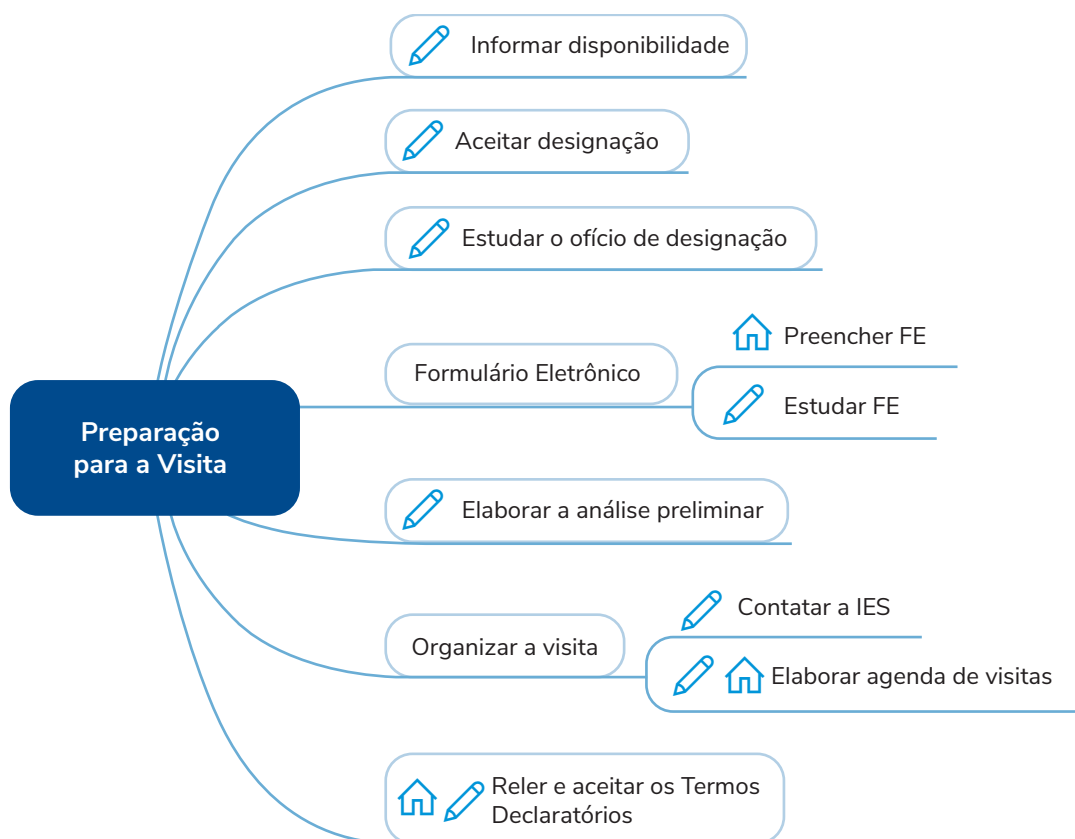 Informar disponibilidade
Aceitar designação
Estudar o ofício de designação
Formulário Eletrônico
Preencher FE
Estudar FE
Preparação
para a Visita
Elaborar a análise preliminar
Organizar a visita
Contatar a IES
Elaborar agenda de visitas
Reler e aceitar os Termos
Declaratórios